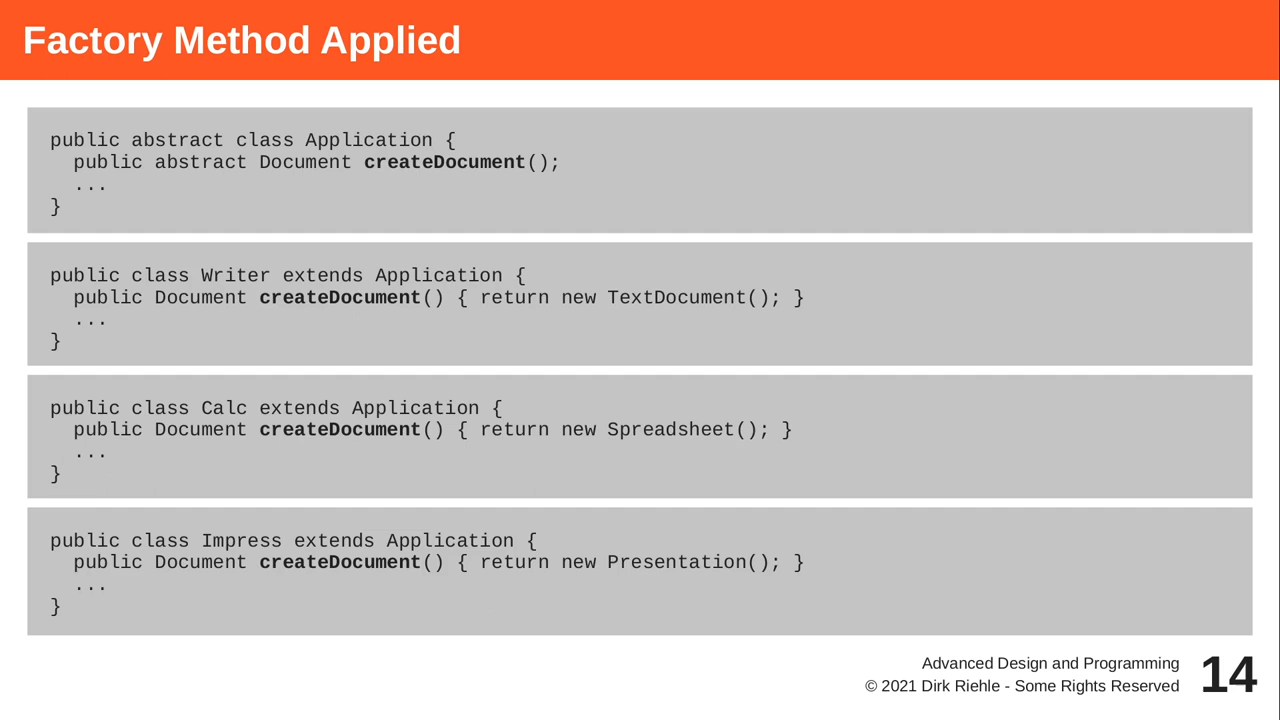 Factory Method Applied
public abstract class Application {
  public abstract Document createDocument();
  ...
}
public class Writer extends Application {
  public Document createDocument() { return new TextDocument(); }
  ...
}
public class Calc extends Application {
  public Document createDocument() { return new Spreadsheet(); }
  ...
}
public class Impress extends Application {
  public Document createDocument() { return new Presentation(); }
  ...
}
Advanced Design and Programming
© 2021 Dirk Riehle - Some Rights Reserved
14